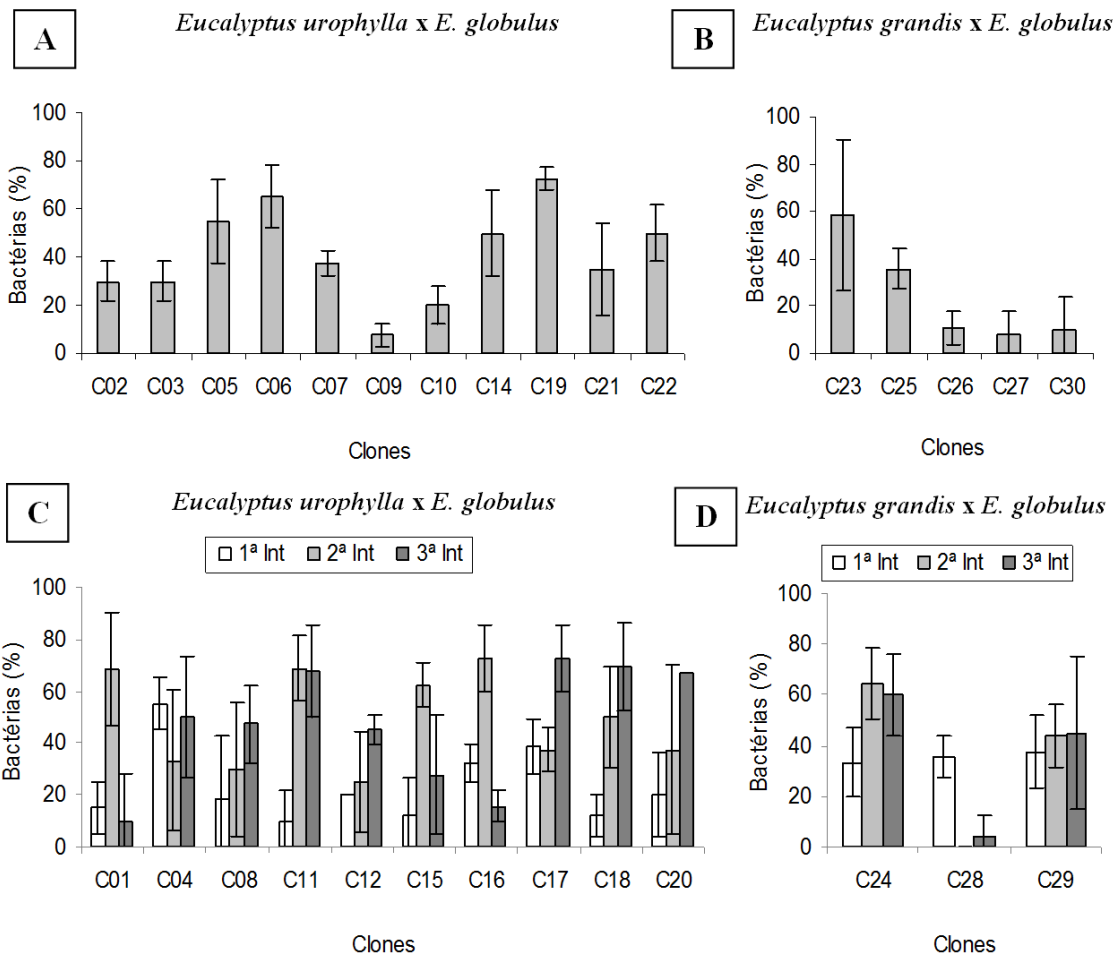 A
Eucalyptus urophylla x E. globulus
Bactérias (%)
100
80
60
40
20
0
C02 C03 C05 C06 C07 C09 C10 C14 C19 C21 C22
Clones
B
Eucalyptus grandis x E. globulus
Bactérias (%)
100
80
60
40
20
0
C23 C25 C26 C27 C30
Clones
C
Eucalyptus urophylla x E. globulus
1ª Int 2ª Int 3ª Int
Bactérias (%)
100
80
60
40
20
0
C01 C04 C08 C11 C12 C15 C16 C17 C18 C20
Clones
D
Eucalyptus grandis x E. globulus
1ª Int 2ª Int 3ª Int
Bactérias (%)
100
80
60
40
20
0
C24 C28 C29
Clones